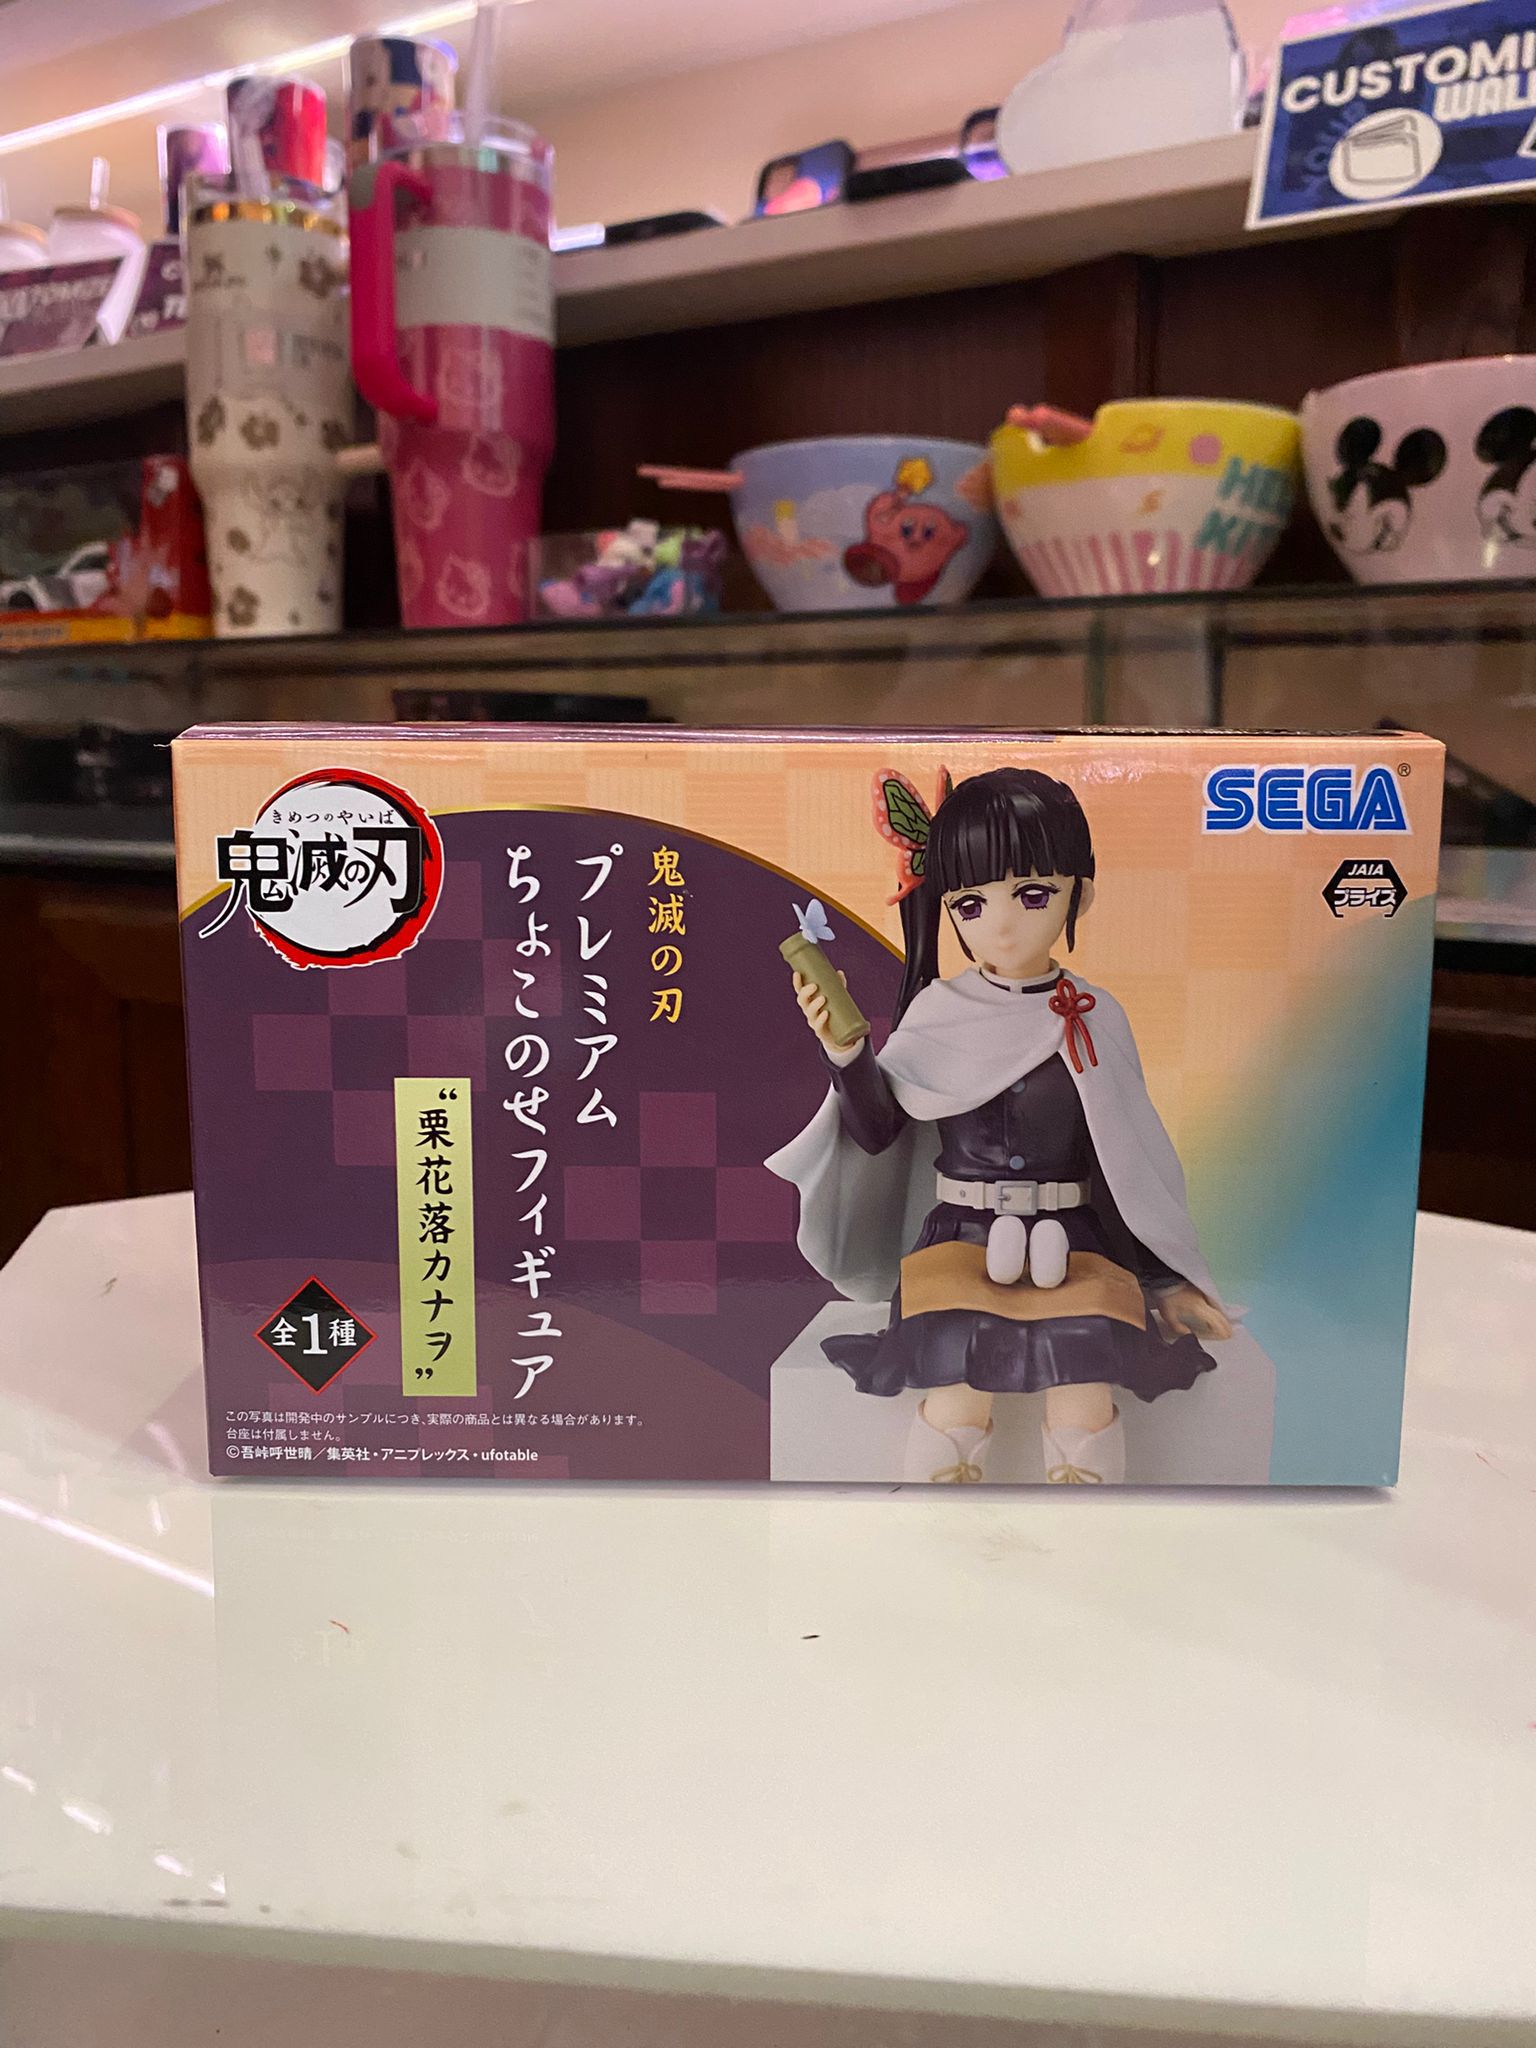 CUSTOMI
WAL
HEL
KIT
SEGA®
JAIA
プライズ
きめつのやいば
鬼滅の刃
鬼滅の刃
プレミアム
ちょこのせフィギュア
“栗花落カナヲ”
全1種
この写真は開発中のサンプルにつき、実際の商品とは異なる場合があります。
台座は付属しません。
©吾峠呼世晴／集英社・アニプレックス・ufotable